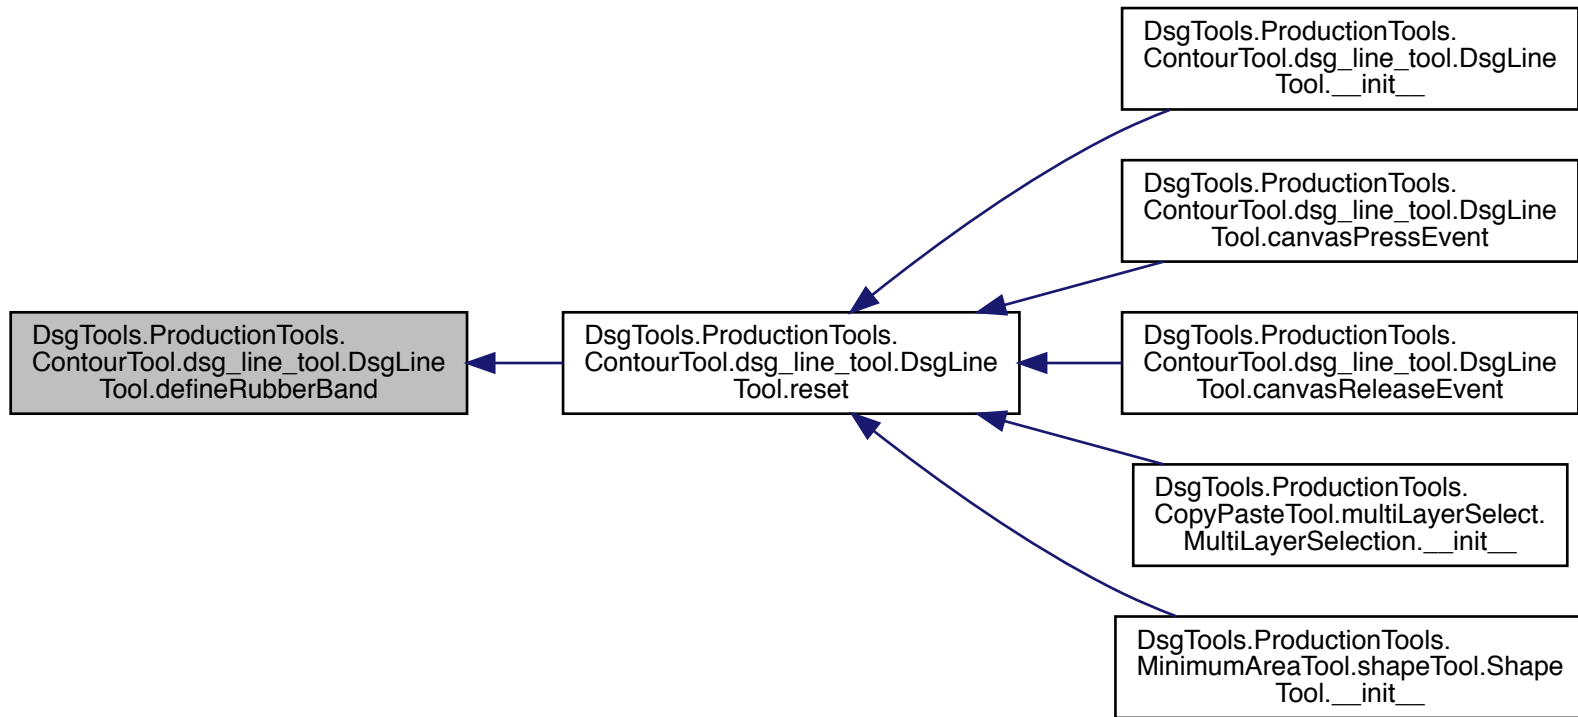 DsgTools.ProductionTools.
ContourTool.dsg_line_tool.DsgLine
Tool.defineRubberBand
DsgTools.ProductionTools.
ContourTool.dsg_line_tool.DsgLine
Tool.reset
DsgTools.ProductionTools.
ContourTool.dsg_line_tool.DsgLine
Tool.__init__
DsgTools.ProductionTools.
ContourTool.dsg_line_tool.DsgLine
Tool.canvasPressEvent
DsgTools.ProductionTools.
ContourTool.dsg_line_tool.DsgLine
Tool.canvasReleaseEvent
DsgTools.ProductionTools.
CopyPasteTool.multiLayerSelect.
MultiLayerSelection.__init__
DsgTools.ProductionTools.
MinimumAreaTool.shapeTool.Shape
Tool.__init__